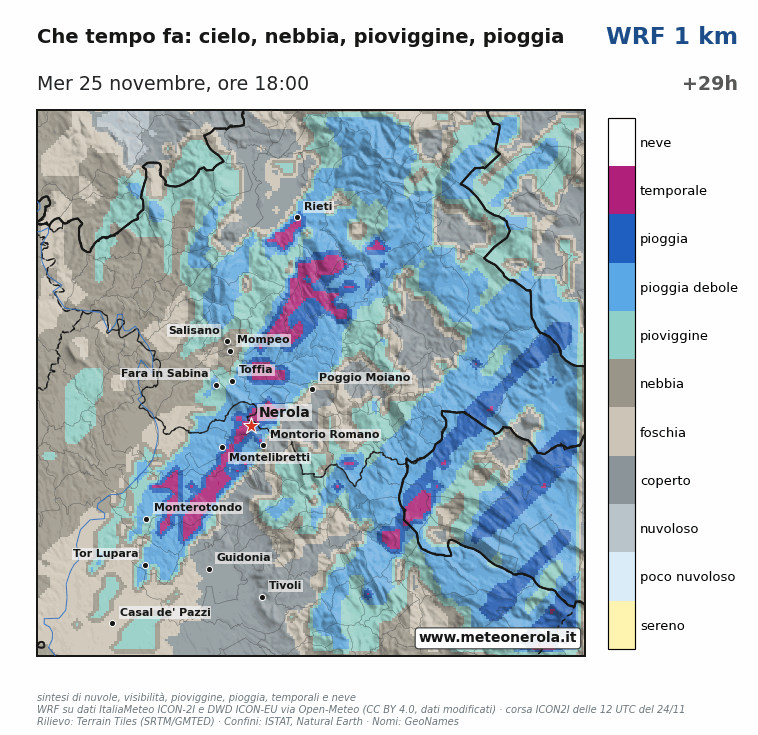 Che tempo fa: cielo, nebbia, pioviggine, pioggia
WRF 1 km
Mer 25 novembre, ore 18:00
+29h
neve
temporale
pioggia
pioggia debole
pioviggine
nebbia
foschia
coperto
nuvoloso
poco nuvoloso
sereno
Rieti
Salisano
Mompeo
Fara in Sabina
Toffia
Poggio Moiano
Nerola
Montorio Romano
Montelibretti
Monterotondo
Tor Lupara
Guidonia
Tivoli
Casal de' Pazzi
www.meteonerola.it
sintesi di nuvole, visibilità, pioviggine, pioggia, temporali e neve
WRF su dati ItaliaMeteo ICON-2I e DWD ICON-EU via Open-Meteo (CC BY 4.0, dati modificati) · corsa ICON2I delle 12 UTC del 24/11
Rilievo: Terrain Tiles (SRTM/GMTED) · Confini: ISTAT, Natural Earth · Nomi: GeoNames